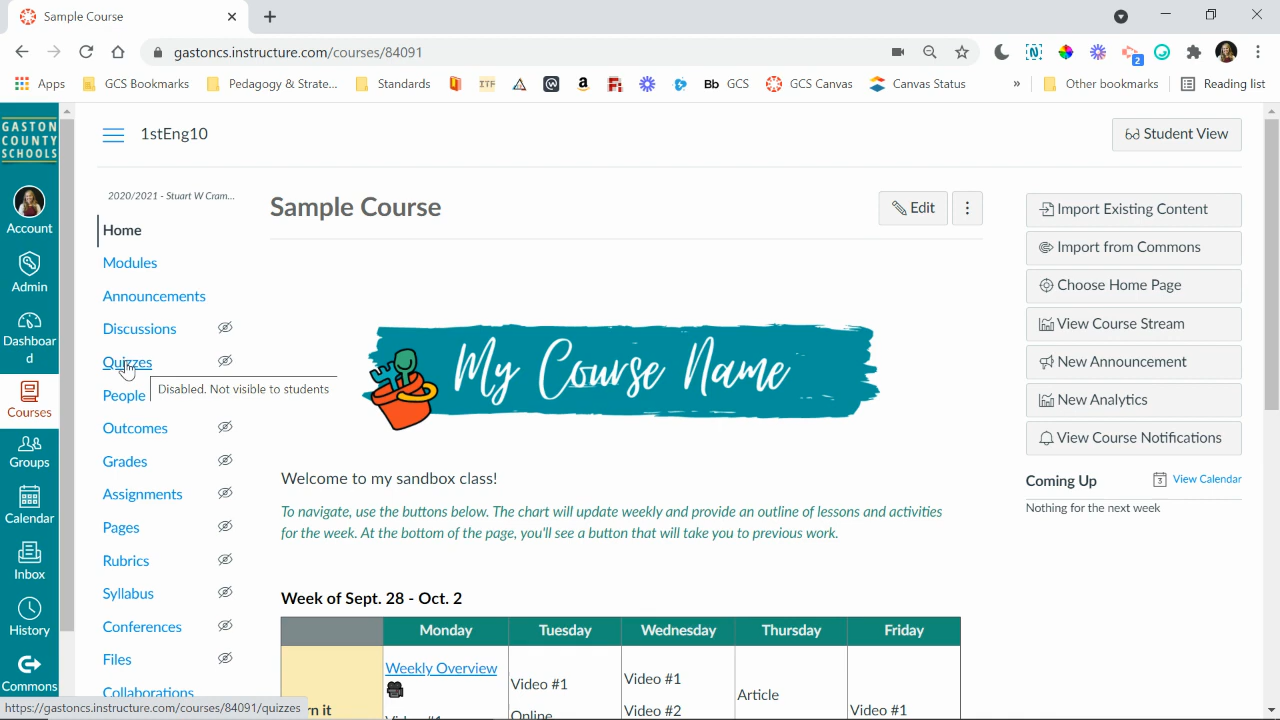 Sample Course
gastoncs.instructure.com/courses/84091
2
Apps
GCS Bookmarks
Pedagogy & Strate...
Standards
ITF
Bb GCS
GCS Canvas
Canvas Status
»
Other bookmarks
Reading list
GASTON
COUNTY
SCHOOLS
Account
Admin
Dashboar
d
Courses
Groups
Calendar
Inbox
History
Commons
1stEng10
Student View
2020/2021 - Stuart W Cram...
Home
Modules
Announcements
Discussions
Quizzes
Disabled. Not visible to students
People
Outcomes
Grades
Assignments
Pages
Rubrics
Syllabus
Conferences
Files
Collaborations
https://gastoncs.instructure.com/courses/84091/quizzes
Sample Course
Edit
My Course Name
Welcome to my sandbox class!
To navigate, use the buttons below. The chart will update weekly and provide an outline of lessons and activities
for the week. At the bottom of the page, you'll see a button that will take you to previous work.
Week of Sept. 28 - Oct. 2
Monday
Tuesday
Wednesday
Thursday
Friday
rn it
Weekly Overview
Video #1
Video #1
Online
Video #1
Video #2
Article
Video #1
Import Existing Content
Import from Commons
Choose Home Page
View Course Stream
New Announcement
New Analytics
View Course Notifications
Coming Up
3
View Calendar
Nothing for the next week